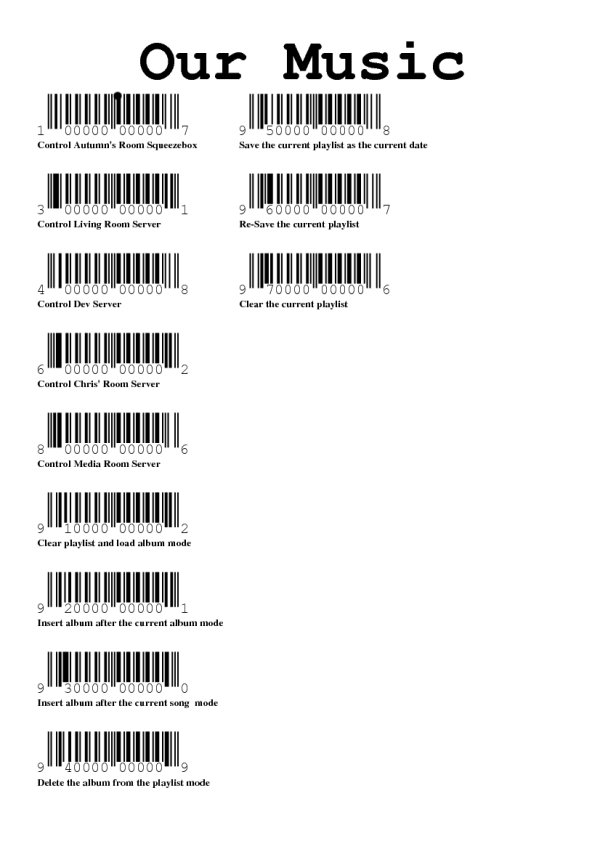 Our Music
1 00000 00000 7
Control Autumn's Room Squeezebox
3 00000 00000 1
Control Living Room Server
4 00000 00000 8
Control Dev Server
6 00000 00000 2
Control Chris' Room Server
8 00000 00000 6
Control Media Room Server
9 10000 00000 2
Clear playlist and load album mode
9 20000 00000 1
Insert album after the current album mode
9 30000 00000 0
Insert album after the current song mode
9 40000 00000 9
Delete the album from the playlist mode
9 50000 00000 8
Save the current playlist as the current date
9 60000 00000 7
Re-Save the current playlist
9 70000 00000 6
Clear the current playlist